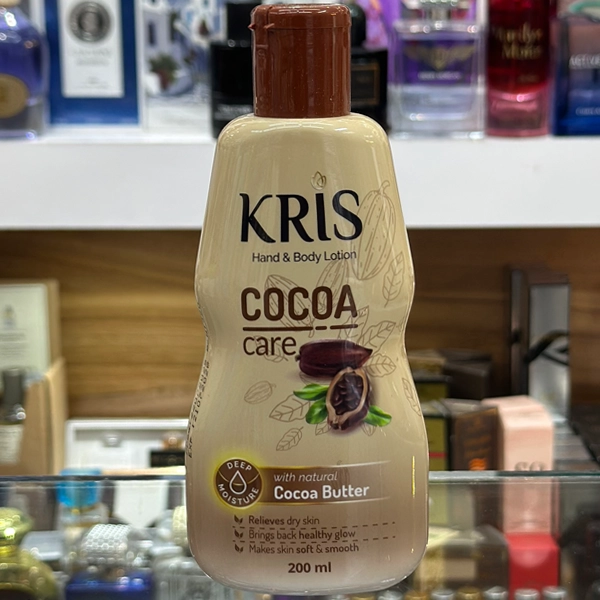 KRIS
Hand & Body Lotion
COCOA
care
DEEP
MOISTURE
with natural
Cocoa Butter
Relieves dry skin
Brings back healthy glow
Makes skin soft & smooth
200 ml